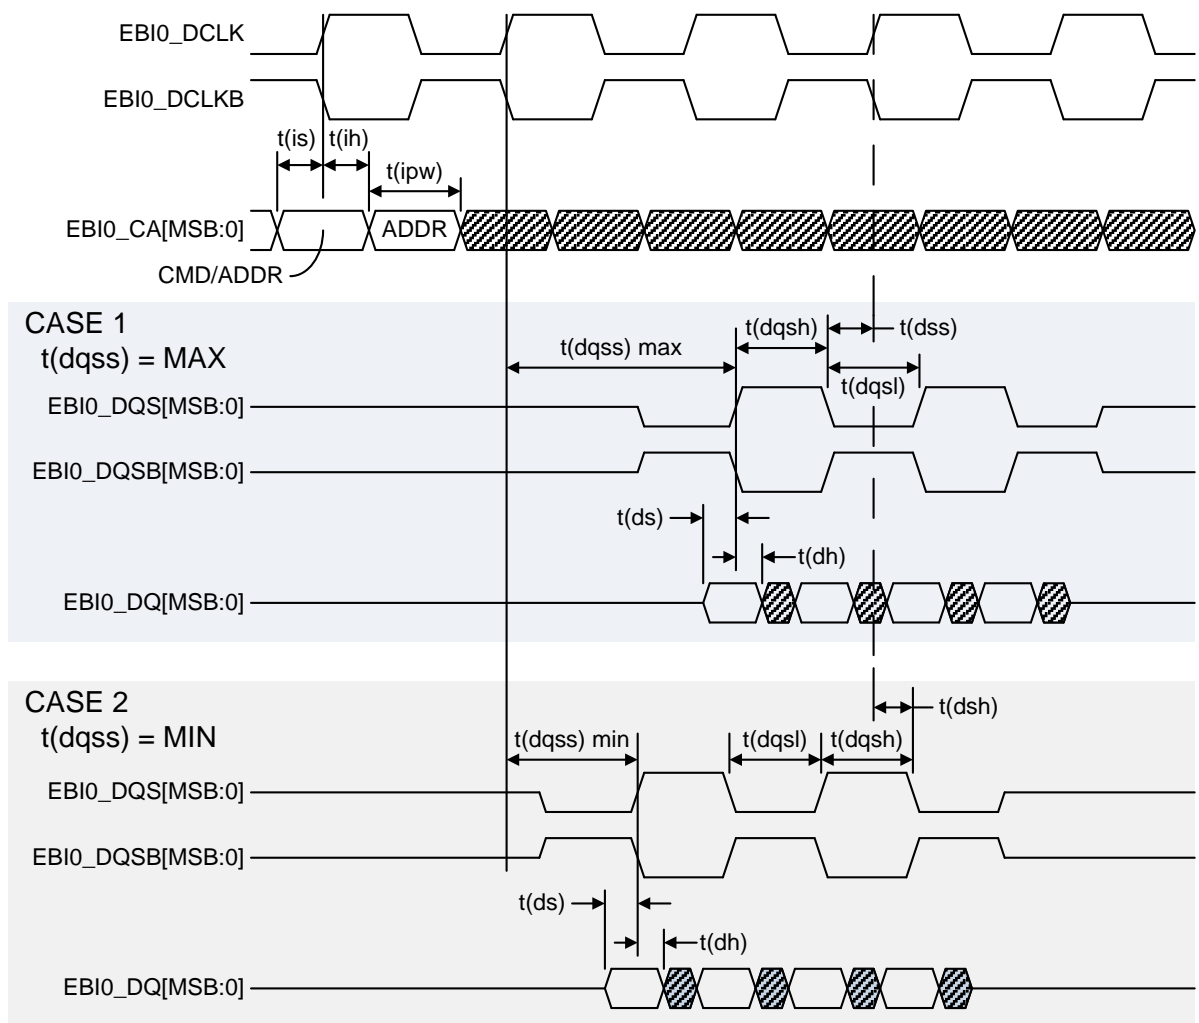 EBI0_DCLK
EBI0_DCLKB
t(is)
t(ih)
t(ipw)
EBI0_CA[MSB:0]
ADDR
CMD/ADDR
CASE 1
t(dqss) = MAX
t(dqss) max
t(dqsh)
t(dss)
t(dqsl)
EBI0_DQS[MSB:0]
EBI0_DQSB[MSB:0]
t(ds)
t(dh)
EBI0_DQ[MSB:0]
CASE 2
t(dqss) = MIN
t(dsh)
t(dqss) min
t(dqsl)
t(dqsh)
EBI0_DQS[MSB:0]
EBI0_DQSB[MSB:0]
t(ds)
t(dh)
EBI0_DQ[MSB:0]